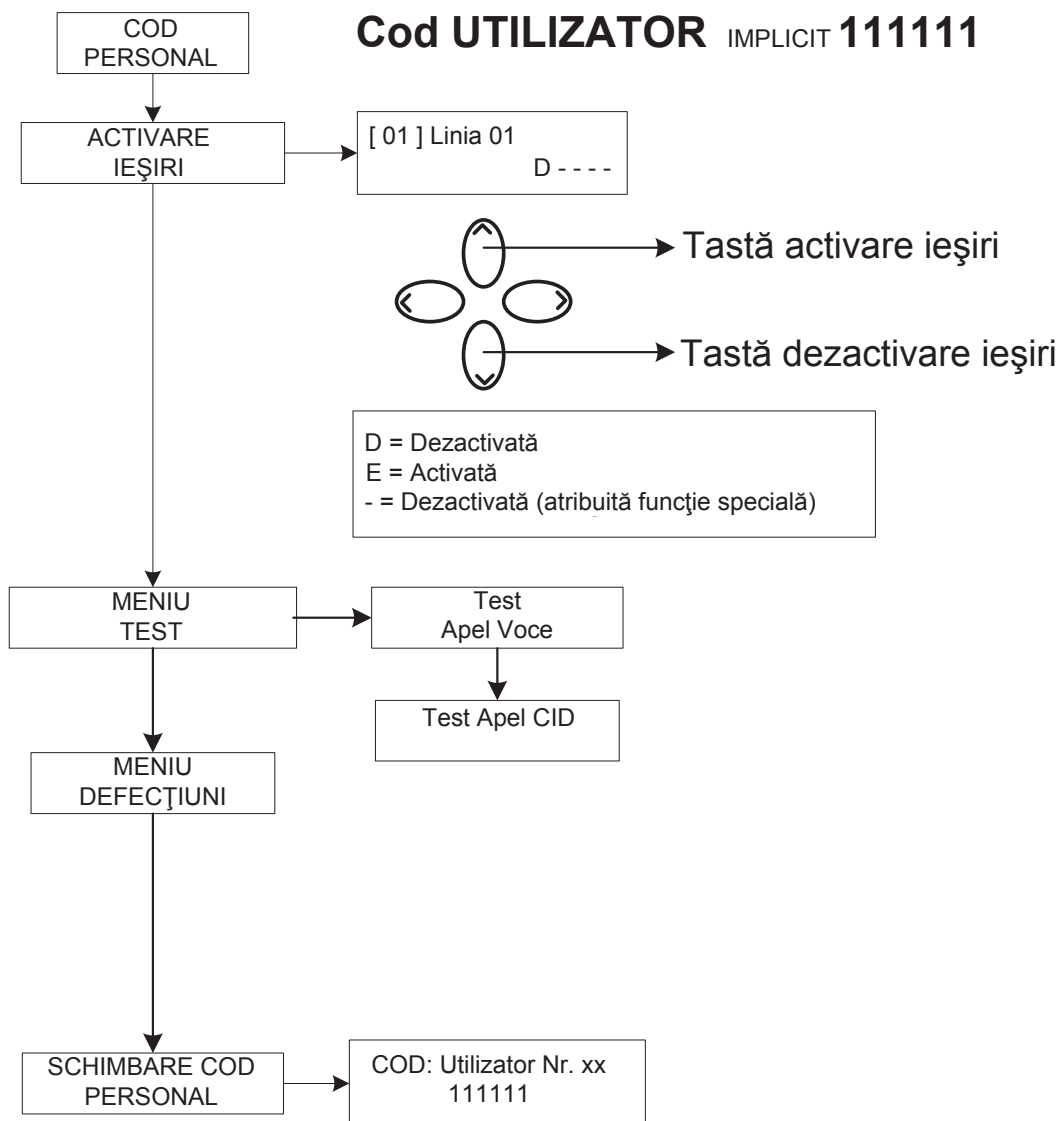 Cod UTILIZATOR IMPLICIT 111111
COD
PERSONAL
ACTIVARE
IEŞIRI
[ 01 ] Linia 01
D - - - -
Tastă activare ieşiri
Tastă dezactivare ieşiri
D = Dezactivată
E = Activată
- = Dezactivată (atribuită funcţie specială)
MENIU
TEST
Test
Apel Voce
Test Apel CID
MENIU
DEFECŢIUNI
SCHIMBARE COD
PERSONAL
COD: Utilizator Nr. xx
111111